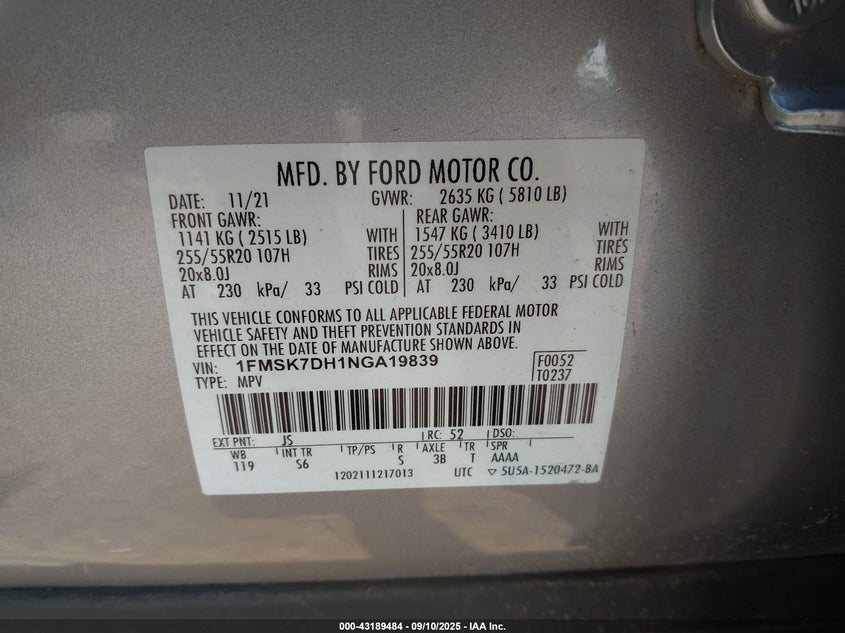 MFD. BY FORD MOTOR CO.
DATE: 11/21 GVWR: 2635 KG ( 5810 LB)
FRONT GAWR: REAR GAWR:
1141 KG ( 2515 LB) WITH 1547 KG ( 3410 LB) WITH
255/55R20 107H TIRES 255/55R20 107H TIRES
20x8.0J RIMS 20x8.0J RIMS
AT 230 kPa/ 33 PSI COLD AT 230 kPa/ 33 PSI COLD
THIS VEHICLE CONFORMS TO ALL APPLICABLE FEDERAL MOTOR
VEHICLE SAFETY AND THEFT PREVENTION STANDARDS IN
EFFECT ON THE DATE OF MANUFACTURE SHOWN ABOVE.
VIN: 1FMSK7DH1NGA19839 F0052
TYPE: MPV T0237
EXT PNT: JS RC: 52 DSO:
WB INT TR TP/PS R AXLE TR SPR
119 S6 S 3B T AAAA
1202111217013 UTC ▽ 5U5A-1520472-BA
000-43189484 - 09/10/2025 - IAA Inc.